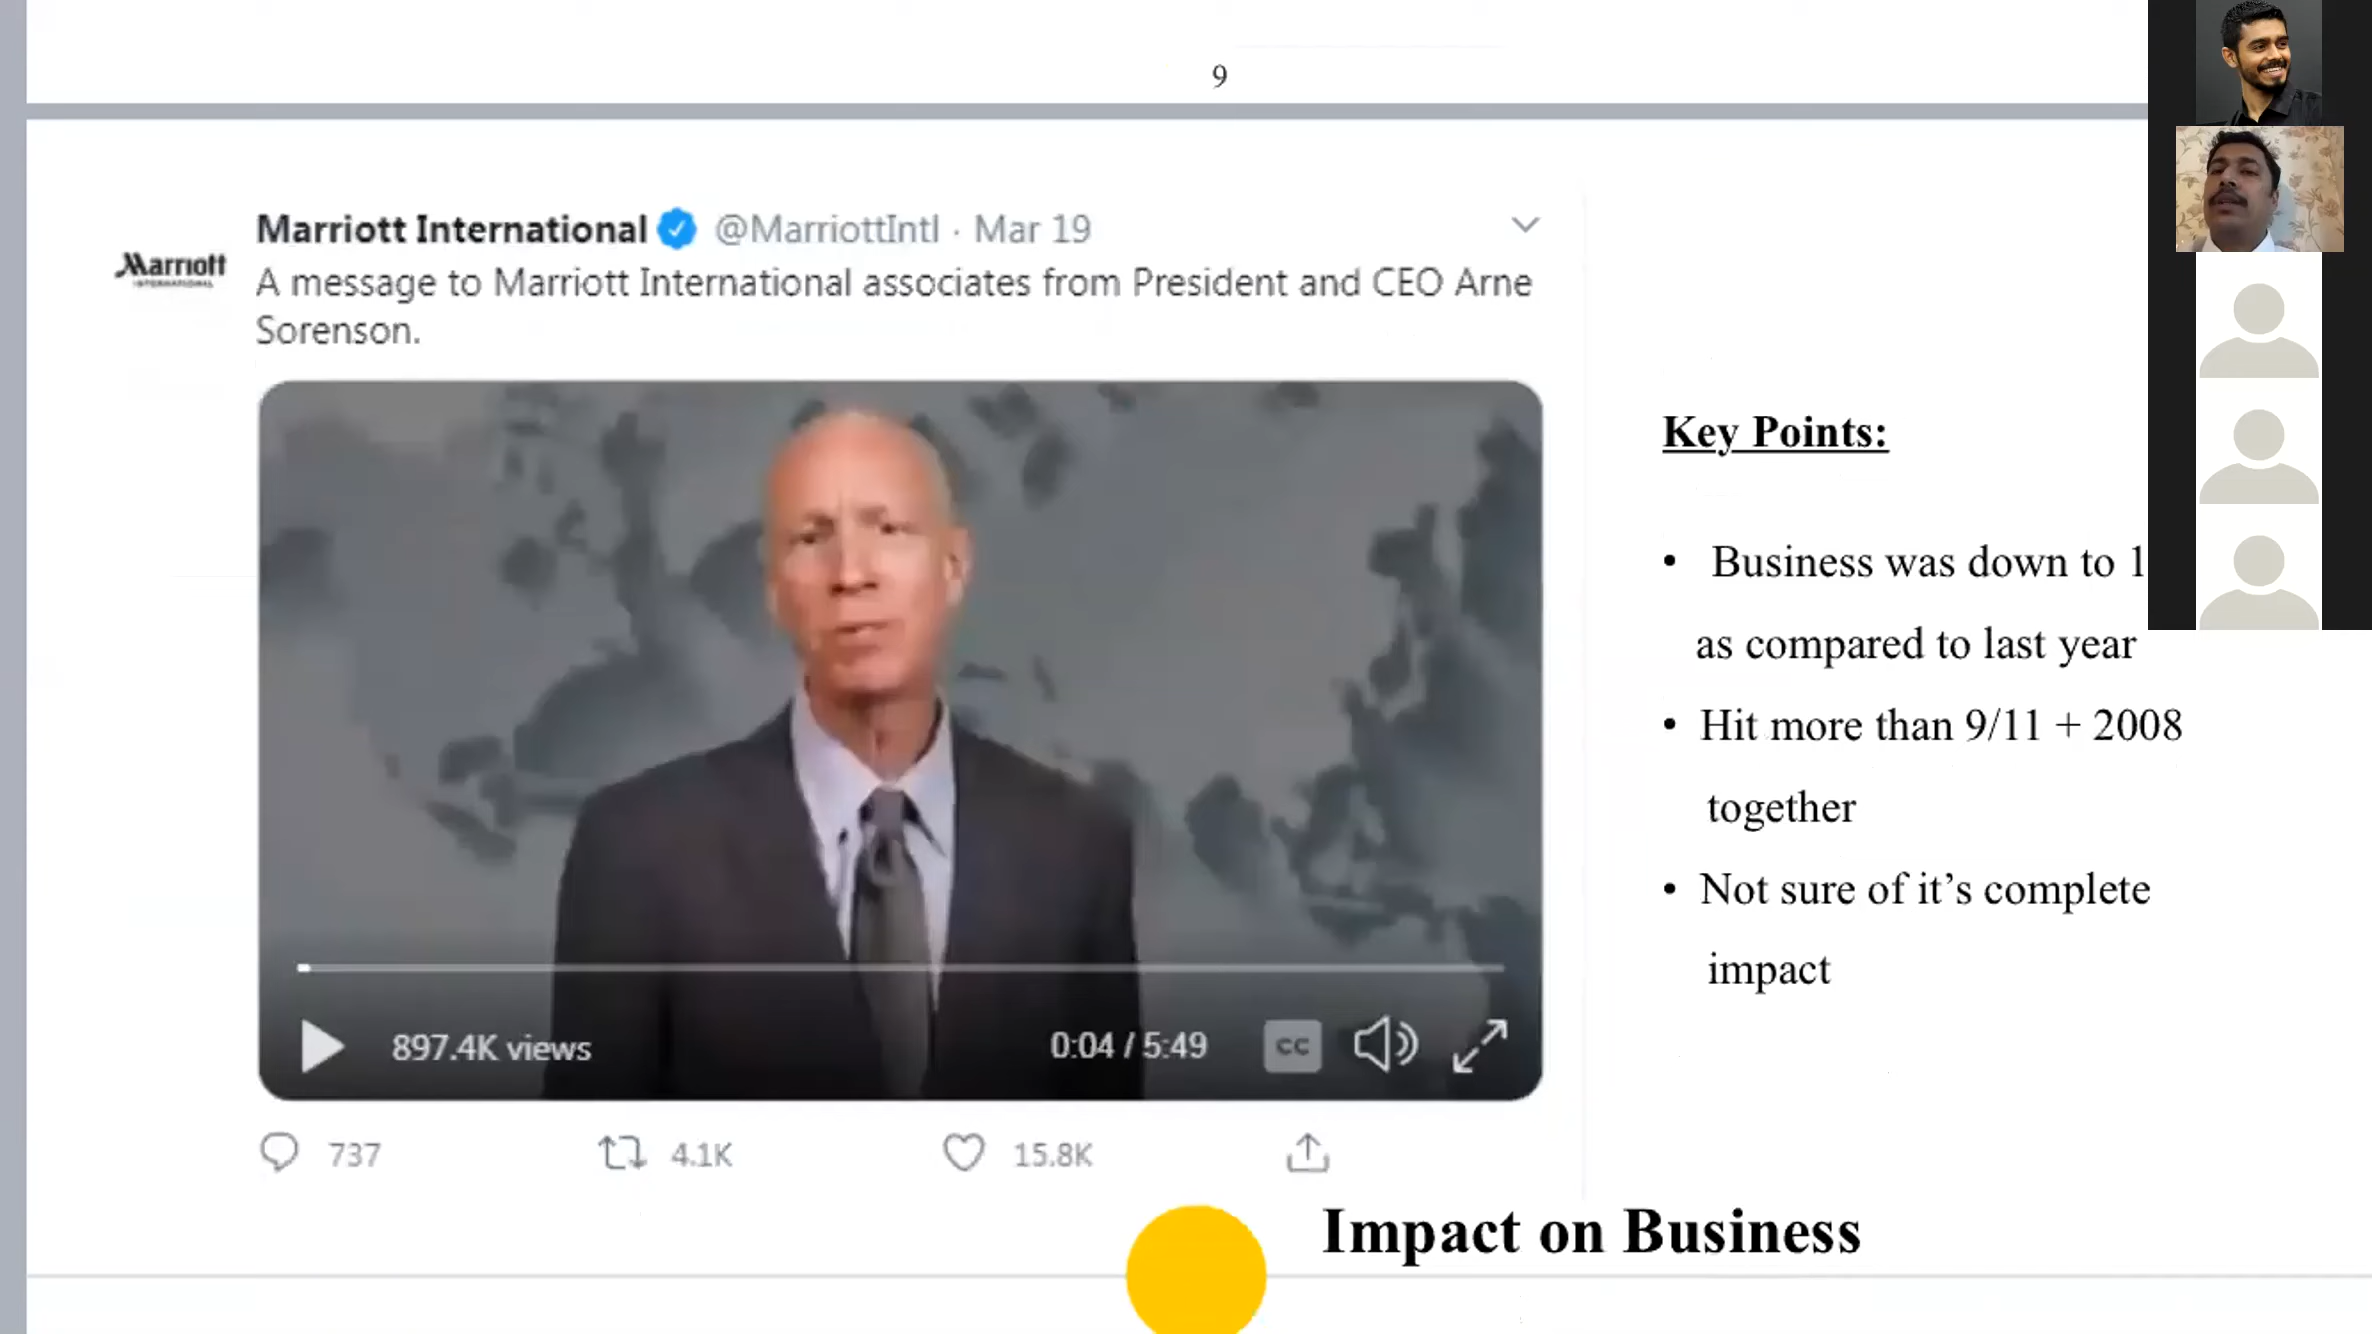 9
Marriott International @MarriottIntl · Mar 19
Marriott
INTERNATIONAL
A message to Marriott International associates from President and CEO Arne
Sorenson.
897.4K views
0:04 / 5:49
CC
737
4.1K
15.8K
Key Points:
• Business was down to 1
as compared to last year
• Hit more than 9/11 + 2008
together
• Not sure of it's complete
impact
Impact on Business